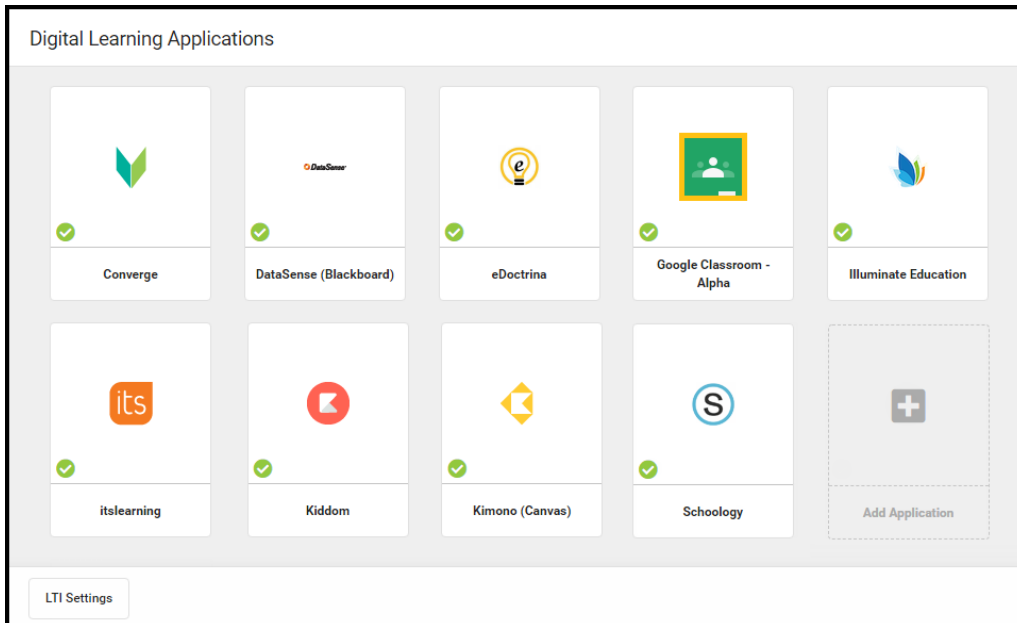 Digital Learning Applications
DataSense
e
Converge
DataSense (Blackboard)
eDoctrina
Google Classroom -
Alpha
Illuminate Education
its
K
S
itslearning
Kiddom
Kimono (Canvas)
Schoology
Add Application
LTI Settings